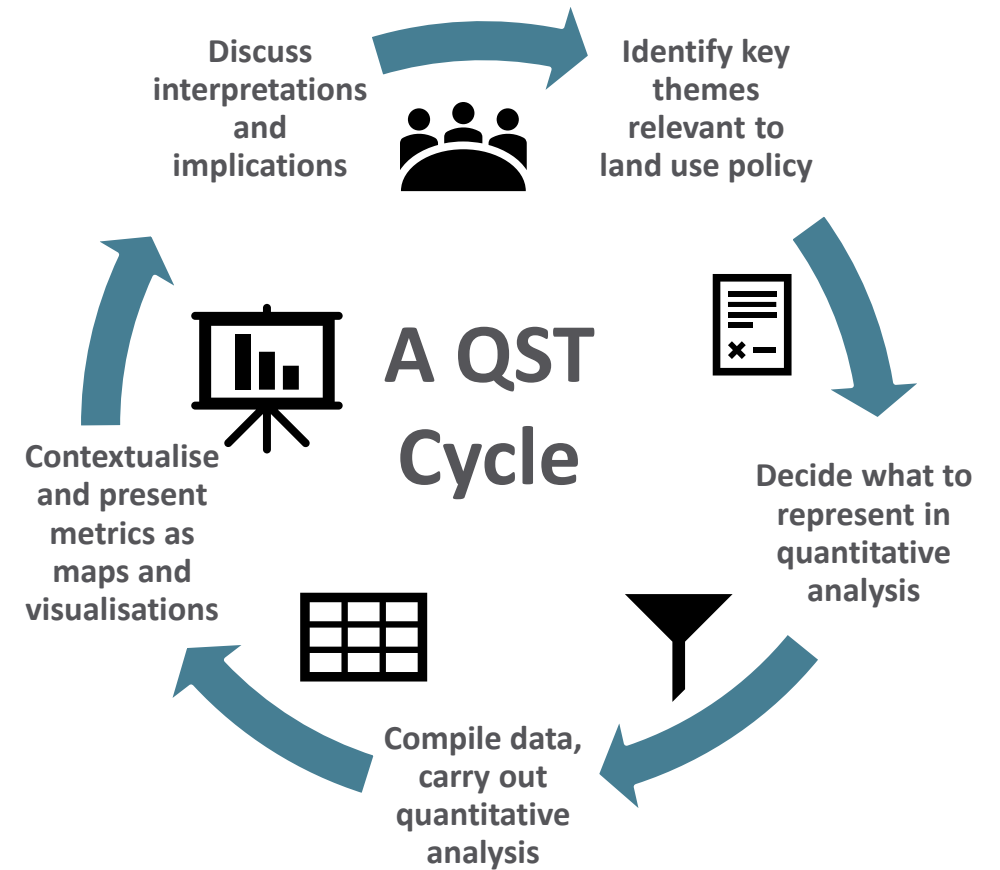 Discuss
interpretations
and
implications
Identify key
themes
relevant to
land use policy
A QST
Cycle
Decide what to
represent in
quantitative
analysis
Compile data,
carry out
quantitative
analysis
Contextualise
and present
metrics as
maps and
visualisations